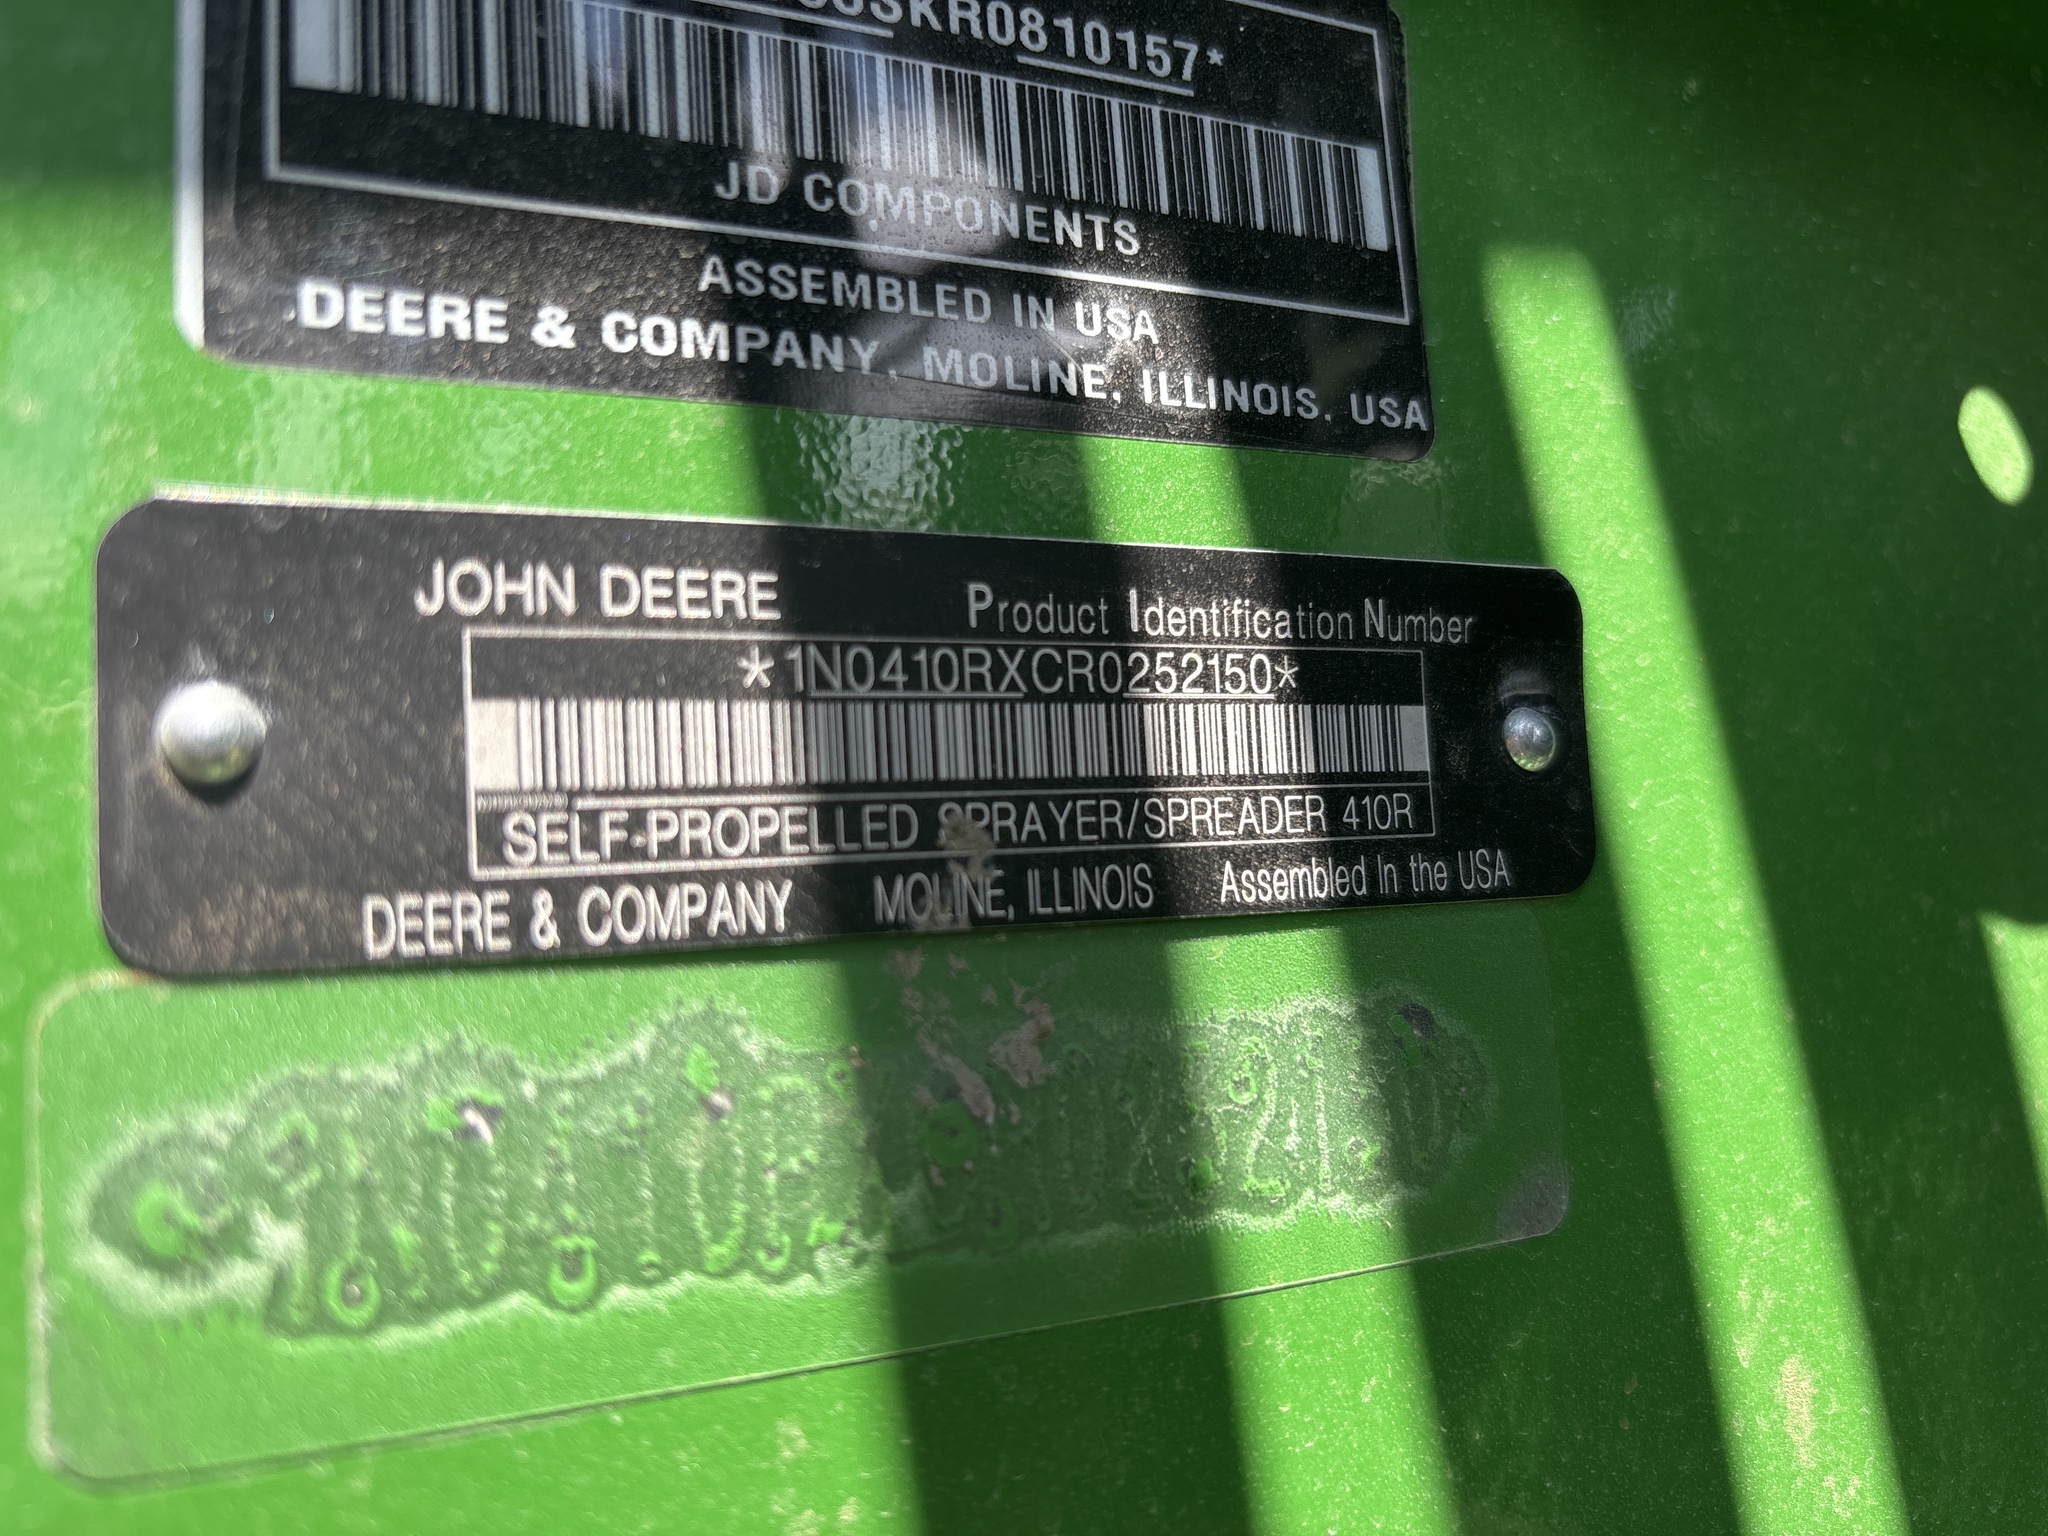 SKR0810157*
JD COMPONENTS
ASSEMBLED IN USA
DEERE & COMPANY, MOLINE, ILLINOIS, USA
JOHN DEERE Product Identification Number
*1N0410RXCR0252150*
SELF-PROPELLED SPRAYER/SPREADER 410R
DEERE & COMPANY MOLINE, ILLINOIS Assembled In the USA